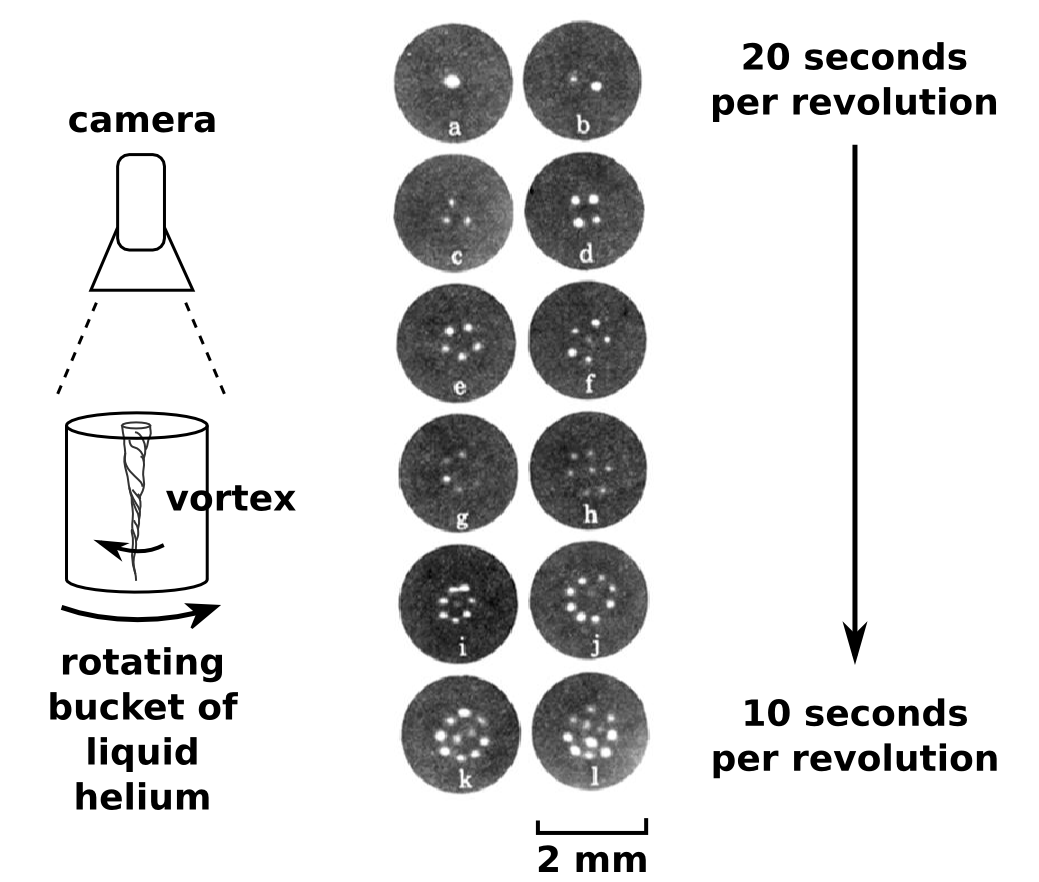 camera
vortex
rotating
bucket of
liquid
helium
a
b
c
d
e
f
g
h
i
j
k
l
2 mm
20 seconds
per revolution
10 seconds
per revolution